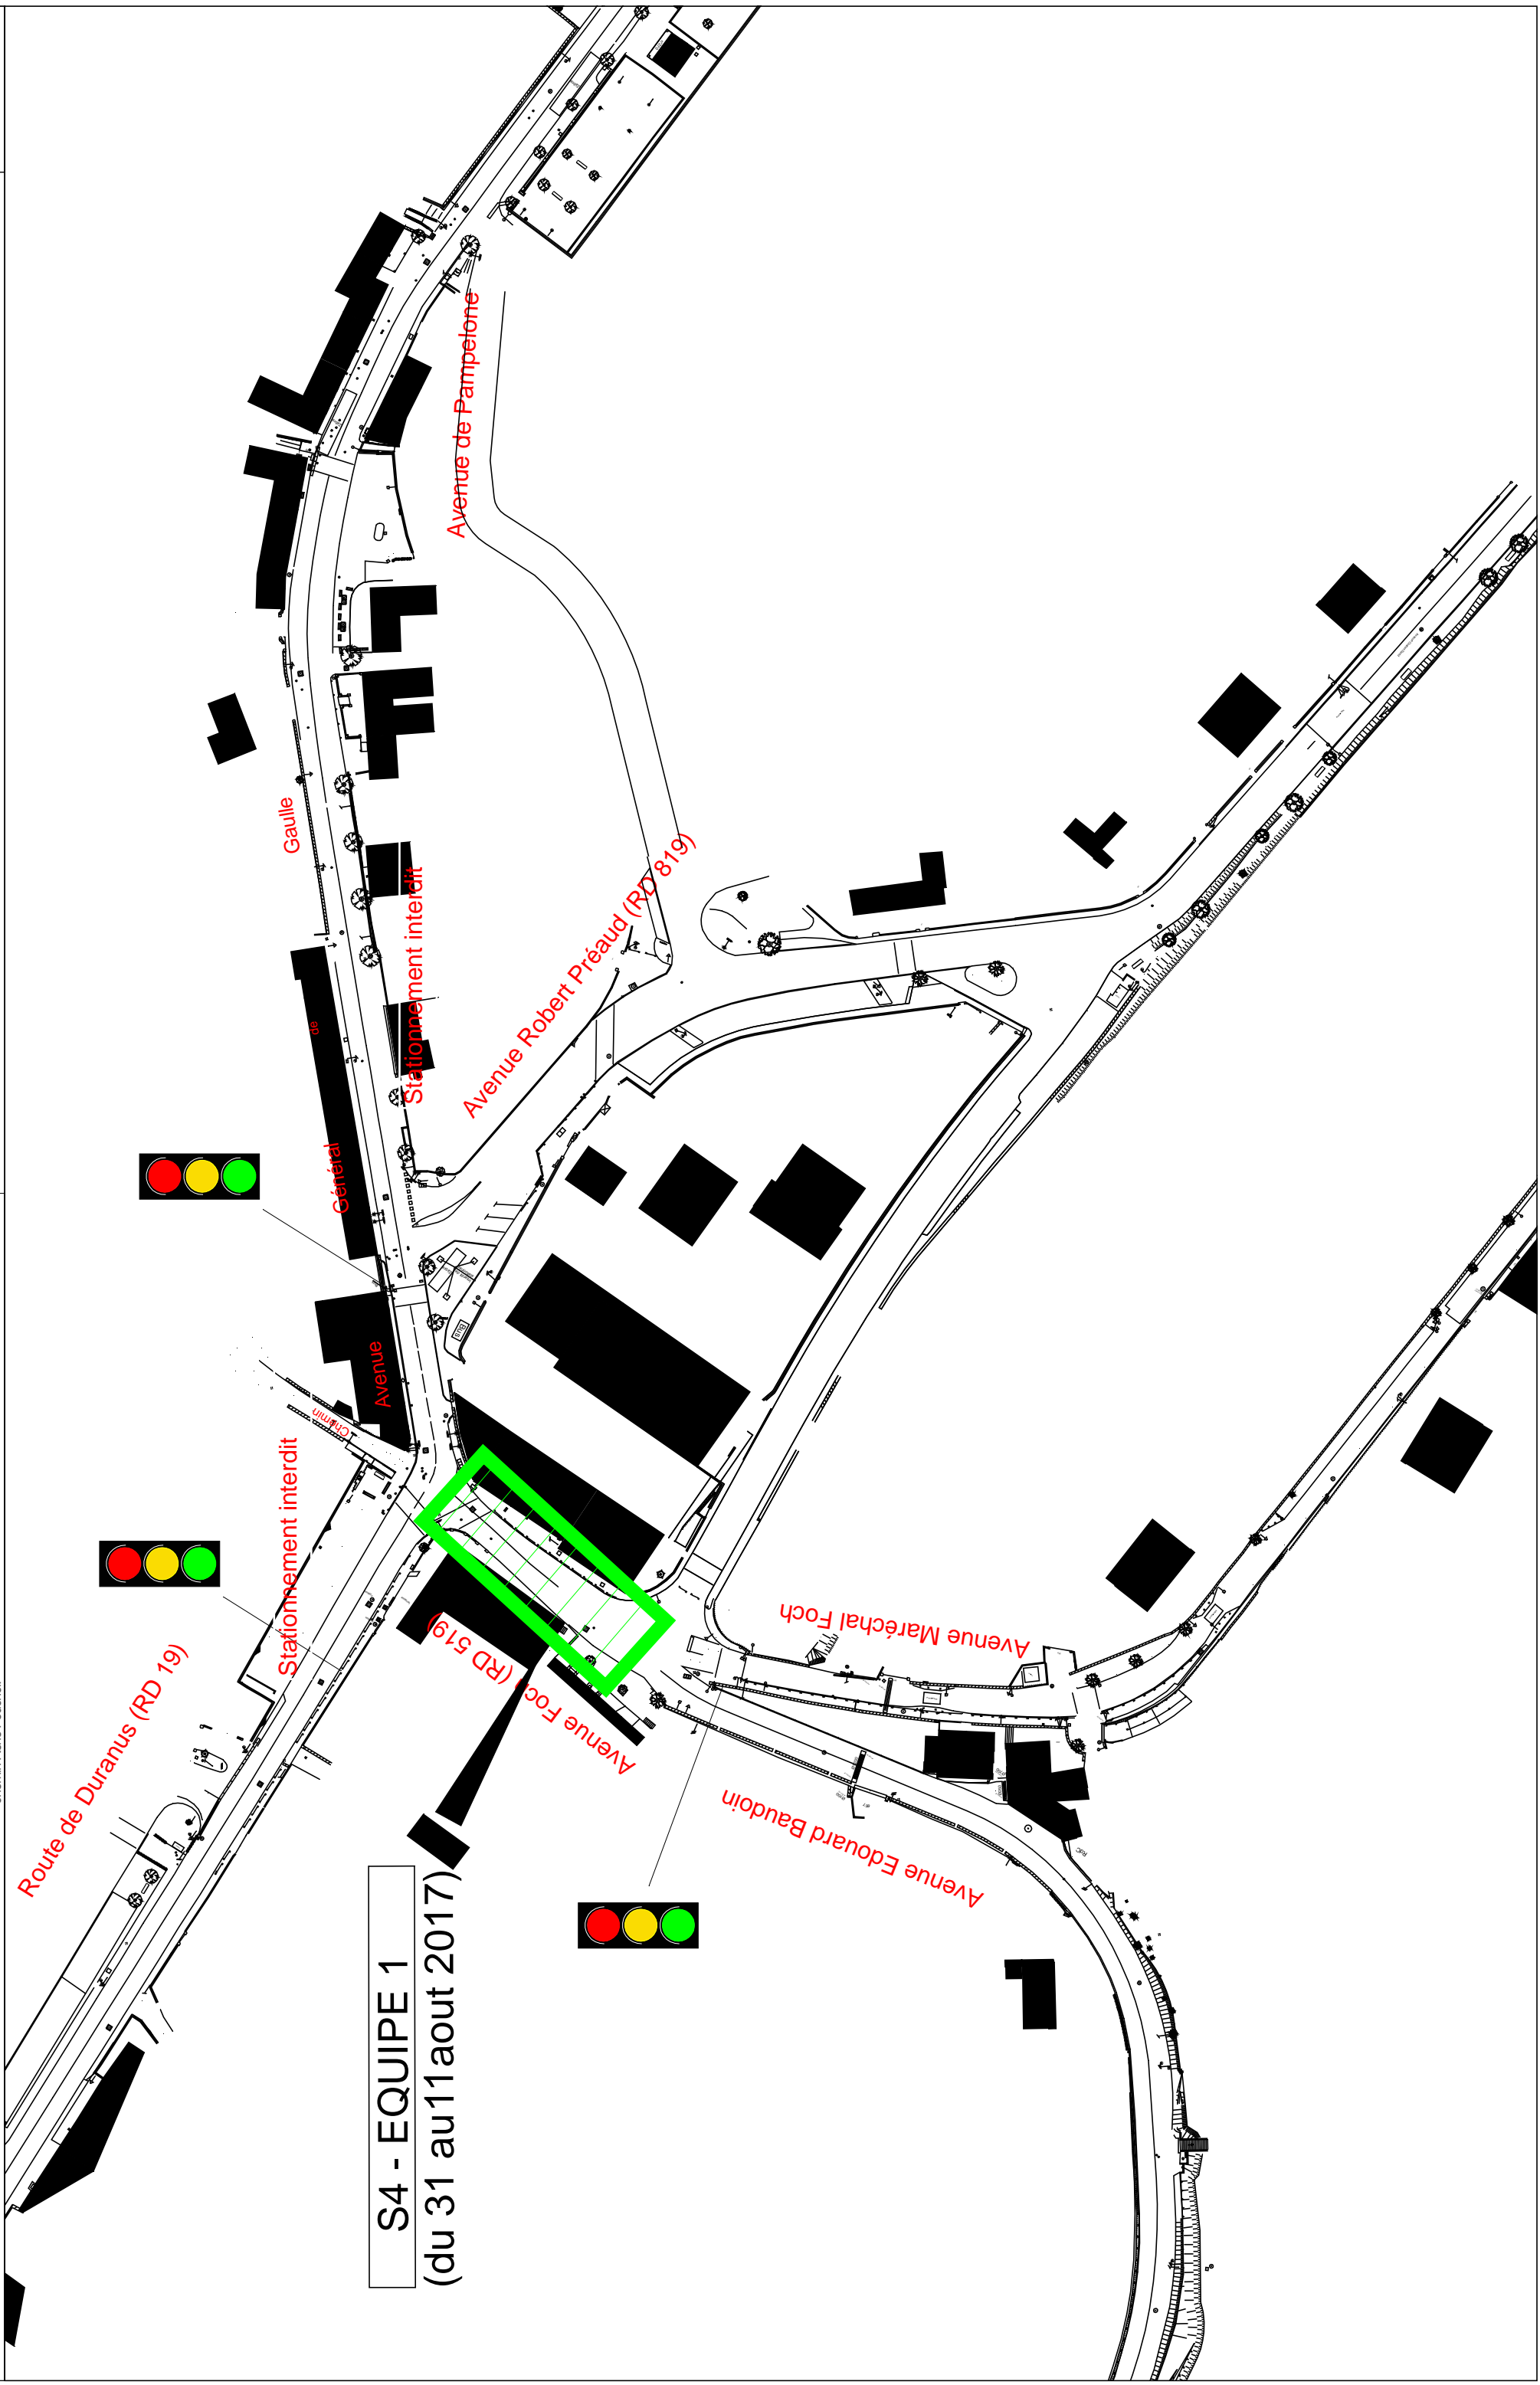 Avenue de Pampelone
Gaulle
de
Général
Avenue
Stationnement interdit
Avenue Robert Préaud (RD 819)
Bus
Chemin
Stationnement interdit
Route de Duranus (RD 19)
Avenue Foch (RD 519)
Avenue Maréchal Foch
Avenue Edouard Baudoin
S4 - EQUIPE 1
(du 31 au11aout 2017)